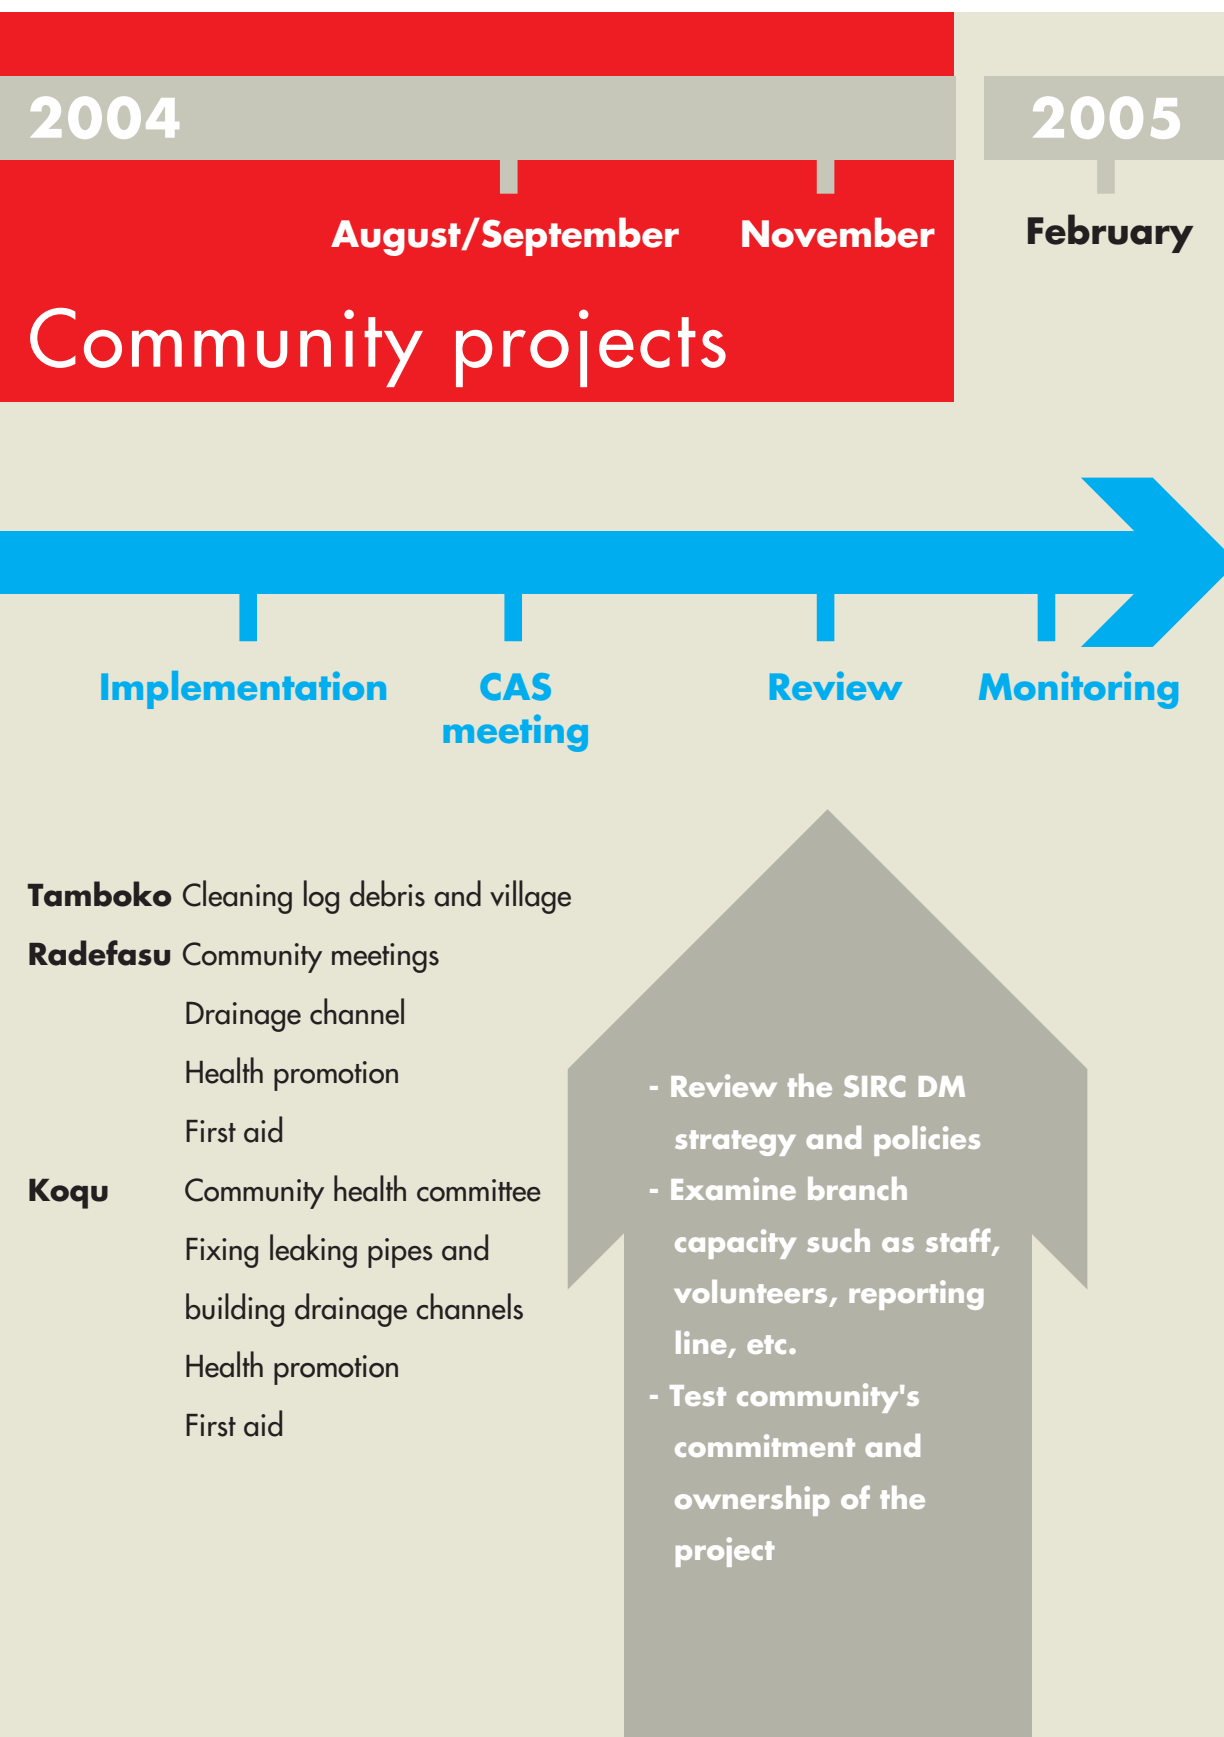 2004
2005
August/September
November
February
Community projects
Implementation
CAS
meeting
Review
Monitoring
Tamboko Cleaning log debris and village
Radefasu Community meetings
Drainage channel
Health promotion
First aid
Koqu Community health committee
Fixing leaking pipes and
building drainage channels
Health promotion
First aid
- Review the SIRC DM
strategy and policies
- Examine branch
capacity such as staff,
volunteers, reporting
line, etc.
- Test community's
commitment and
ownership of the
project